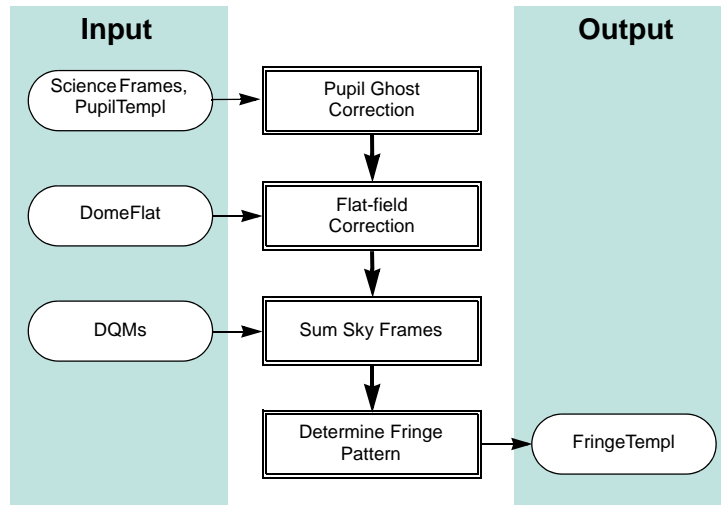 Input
Output
Science Frames,
PupilTempl
Pupil Ghost
Correction
DomeFlat
Flat-field
Correction
DQMs
Sum Sky Frames
Determine Fringe
Pattern
FringeTempl